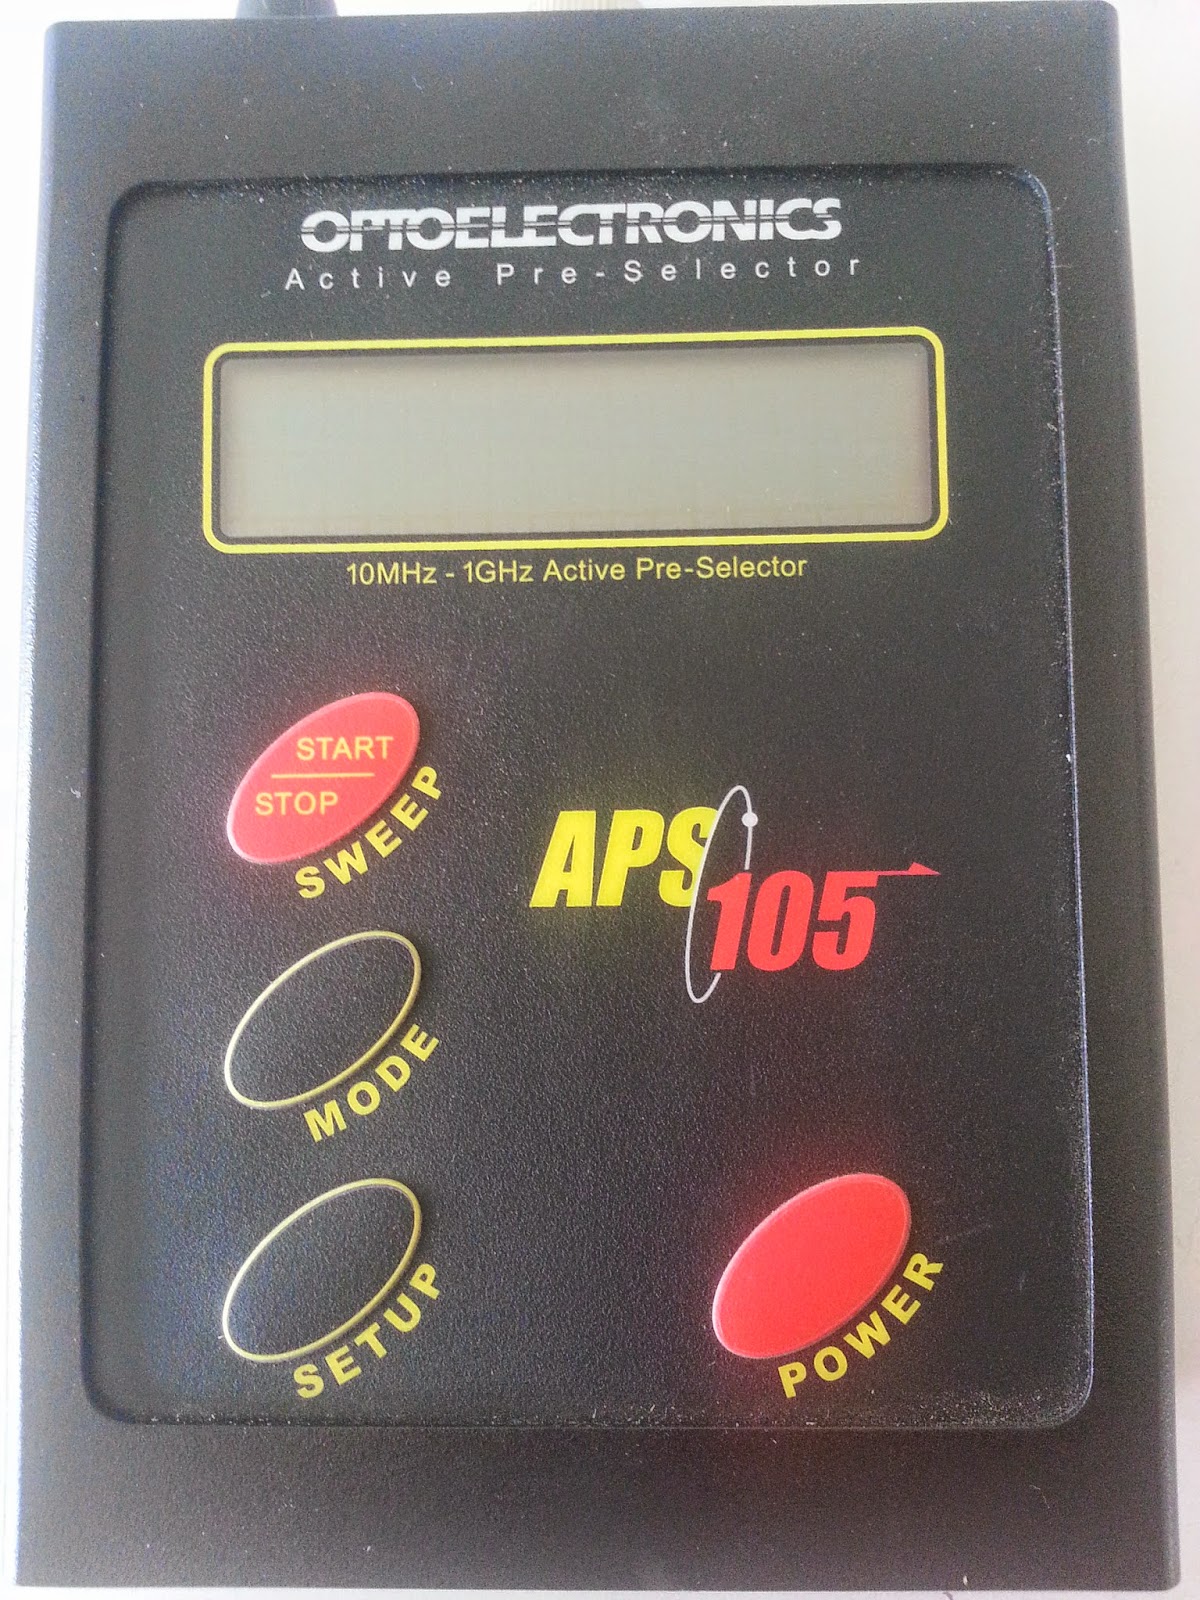 OPTOELECTRONICS
Active Pre-Selector
10MHz - 1GHz Active Pre-Selector
START
STOP
SWEEP
APS
105
MODE
SETUP
POWER